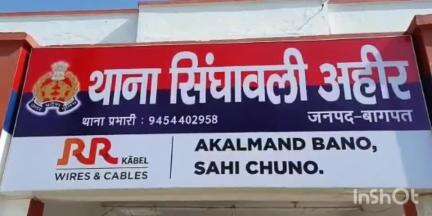 थाना सिंघावली अहीर
थाना प्रभारी : 9454402958
जनपद-बागपत
RR KABEL
WIRES & CABLES
AKALMAND BANO,
SAHI CHUNO.
InShOt